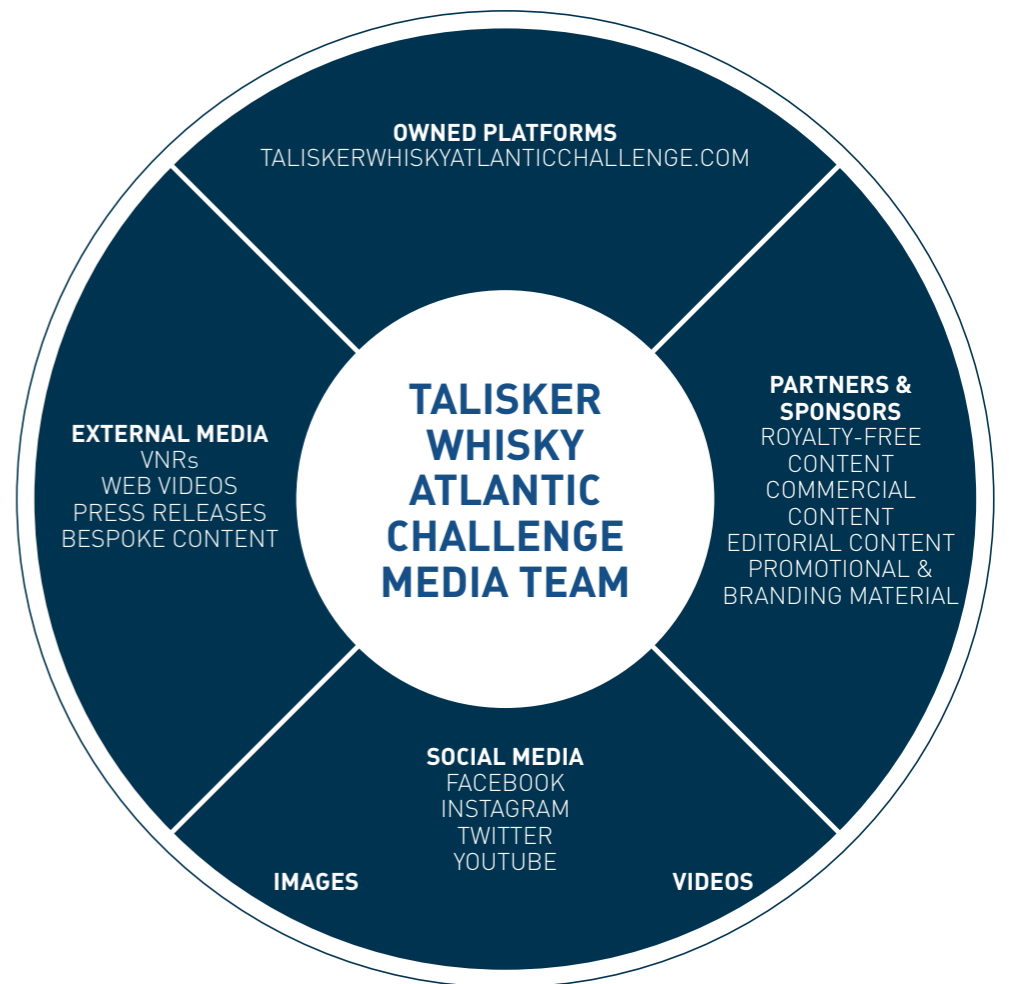 OWNED PLATFORMS
TALISKERWHISKYATLANTICCHALLENGE.COM
EXTERNAL MEDIA
VNRs
WEB VIDEOS
PRESS RELEASES
BESPOKE CONTENT
TALISKER
WHISKY
ATLANTIC
CHALLENGE
MEDIA TEAM
PARTNERS &
SPONSORS
ROYALTY-FREE
CONTENT
COMMERCIAL
CONTENT
EDITORIAL CONTENT
PROMOTIONAL &
BRANDING MATERIAL
SOCIAL MEDIA
FACEBOOK
INSTAGRAM
TWITTER
YOUTUBE
IMAGES
VIDEOS